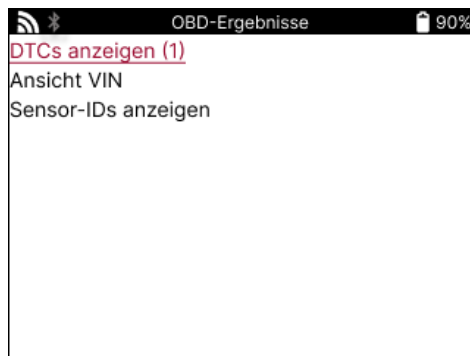 OBD-Ergebnisse 90%
DTCs anzeigen (1)
Ansicht VIN
Sensor-IDs anzeigen